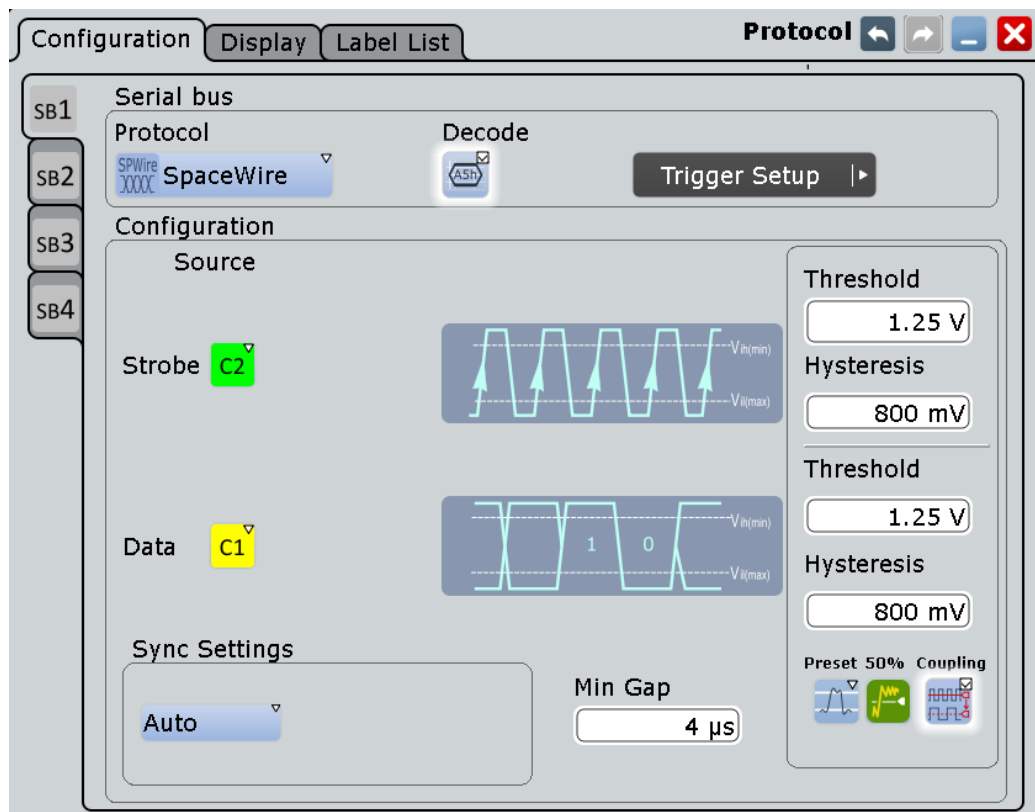 Configuration Display Label List Protocol
SB1
SB2
SB3
SB4
Serial bus
Protocol Decode
SPWire SpaceWire A5h Trigger Setup
Configuration
Source
Strobe C2
Vih(min)
Vil(max)
Threshold
1.25 V
Hysteresis
800 mV
Data C1
1 0
Vih(min)
Vil(max)
Threshold
1.25 V
Hysteresis
800 mV
Preset 50% Coupling
Sync Settings
Auto
Min Gap
4 µs